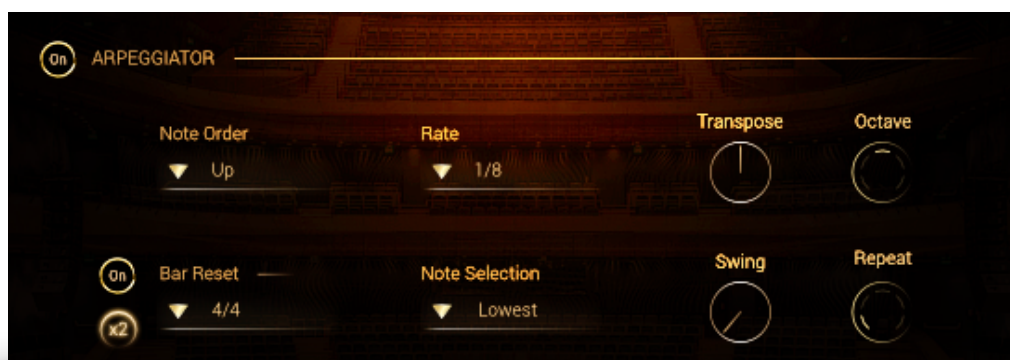 On ARPEGGIATOR
Note Order Rate Transpose Octave
Up 1/8
On Bar Reset Note Selection Swing Repeat
4/4 Lowest
x2